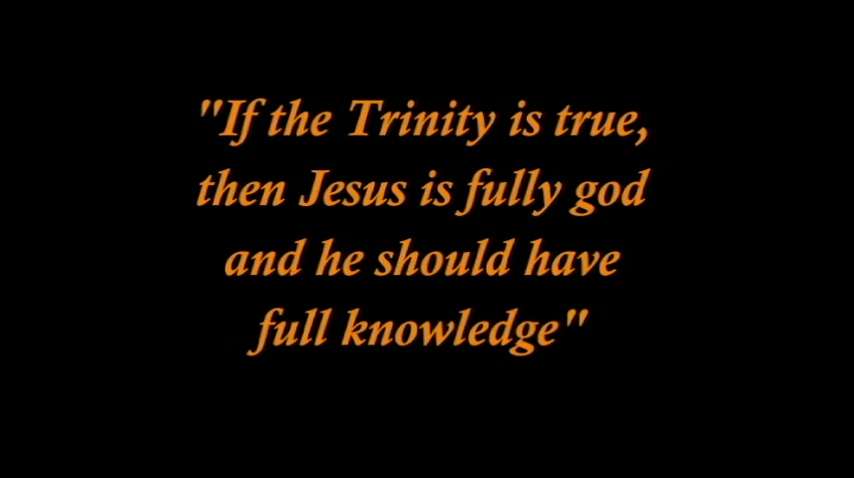 "If the Trinity is true,
then Jesus is fully god
and he should have
full knowledge"